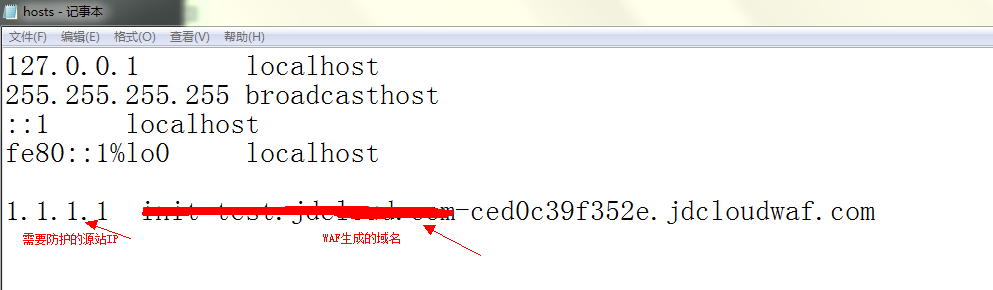 hosts - 记事本
文件(F) 编辑(E) 格式(O) 查看(V) 帮助(H)
127.0.0.1 localhost
255.255.255.255 broadcasthost
::1 localhost
fe80::1%lo0 localhost
1.1.1.1 init-test.jdcloud.com-ced0c39f352e.jdcloudwaf.com
需要防护的源站IP WAF生成的域名